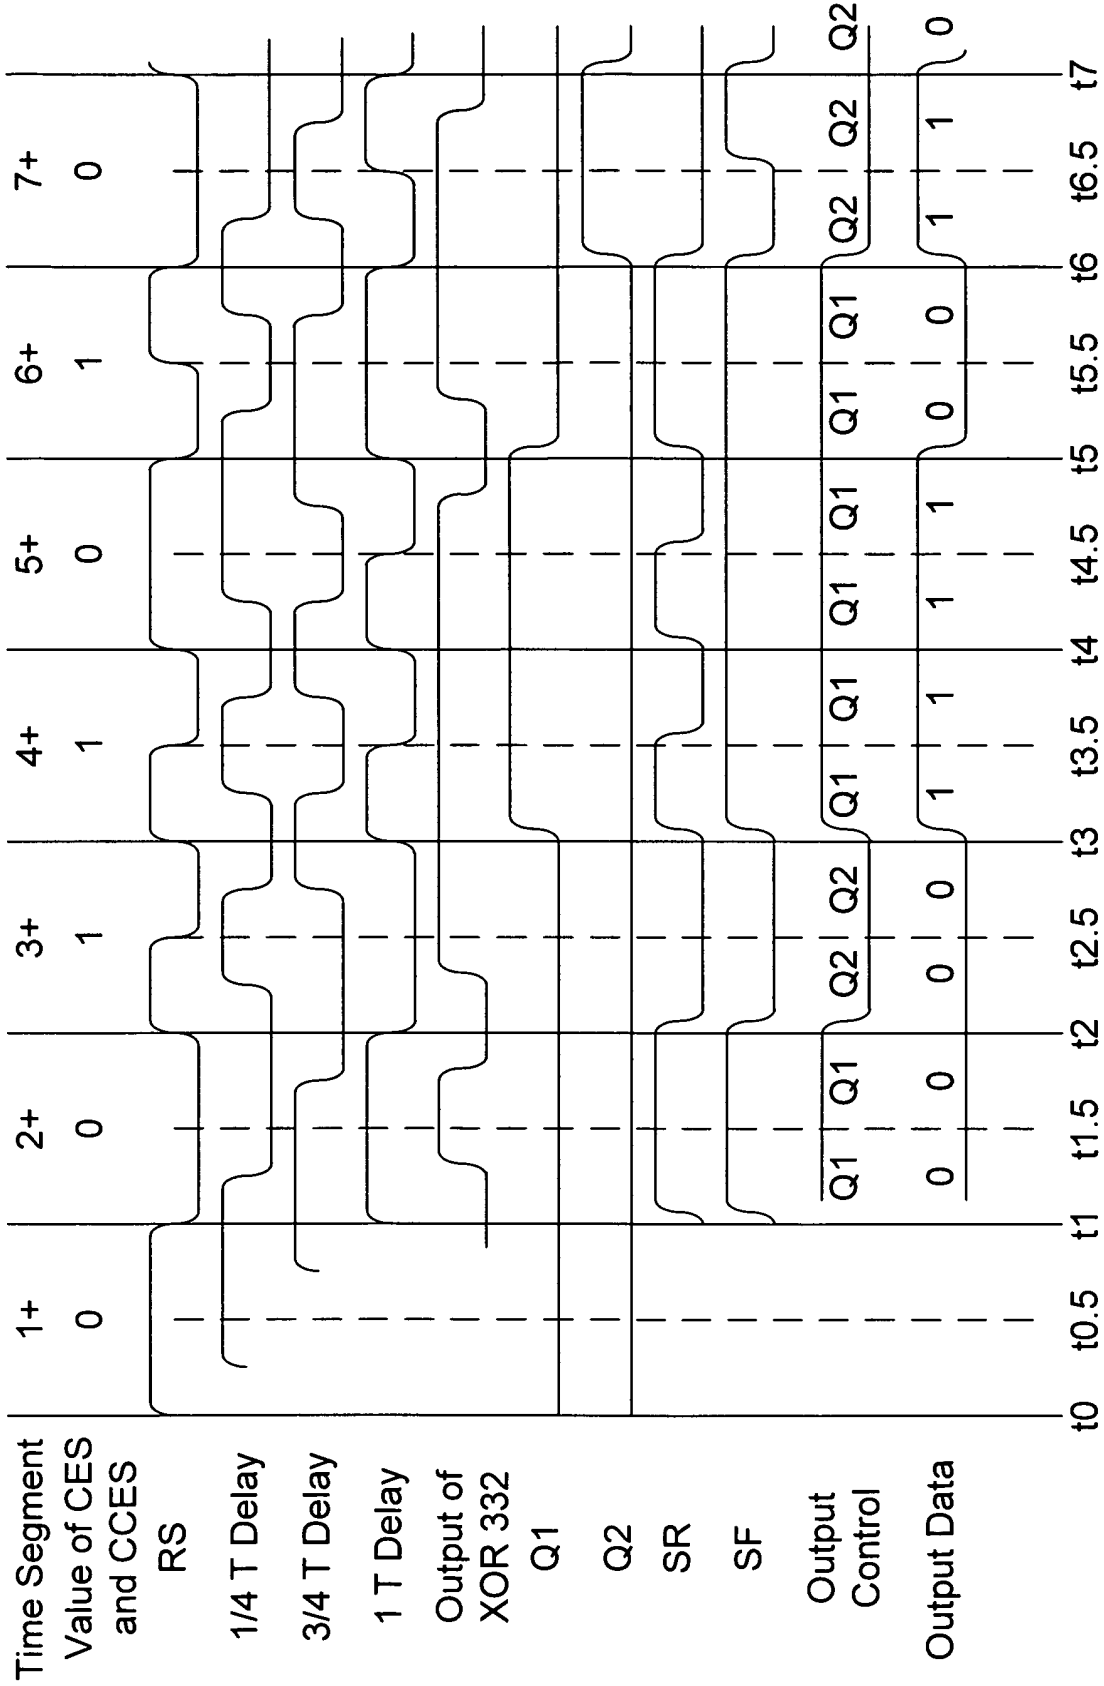 Time Segment 1+ 2+ 3+ 4+ 5+ 6+ 7+
Value of CES
and CCES
0 0 1 1 0 1 0
RS
1/4 T Delay
3/4 T Delay
1 T Delay
Output of
XOR 332
Q1
Q2
SR
SF
Output
Control
Q1 Q1 Q2 Q2 Q1 Q1 Q1 Q1 Q1 Q1 Q2 Q2 Q2
Output Data 0 0 0 0 1 1 1 1 0 0 1 1 0
t0 t0.5 t1 t1.5 t2 t2.5 t3 t3.5 t4 t4.5 t5 t5.5 t6 t6.5 t7